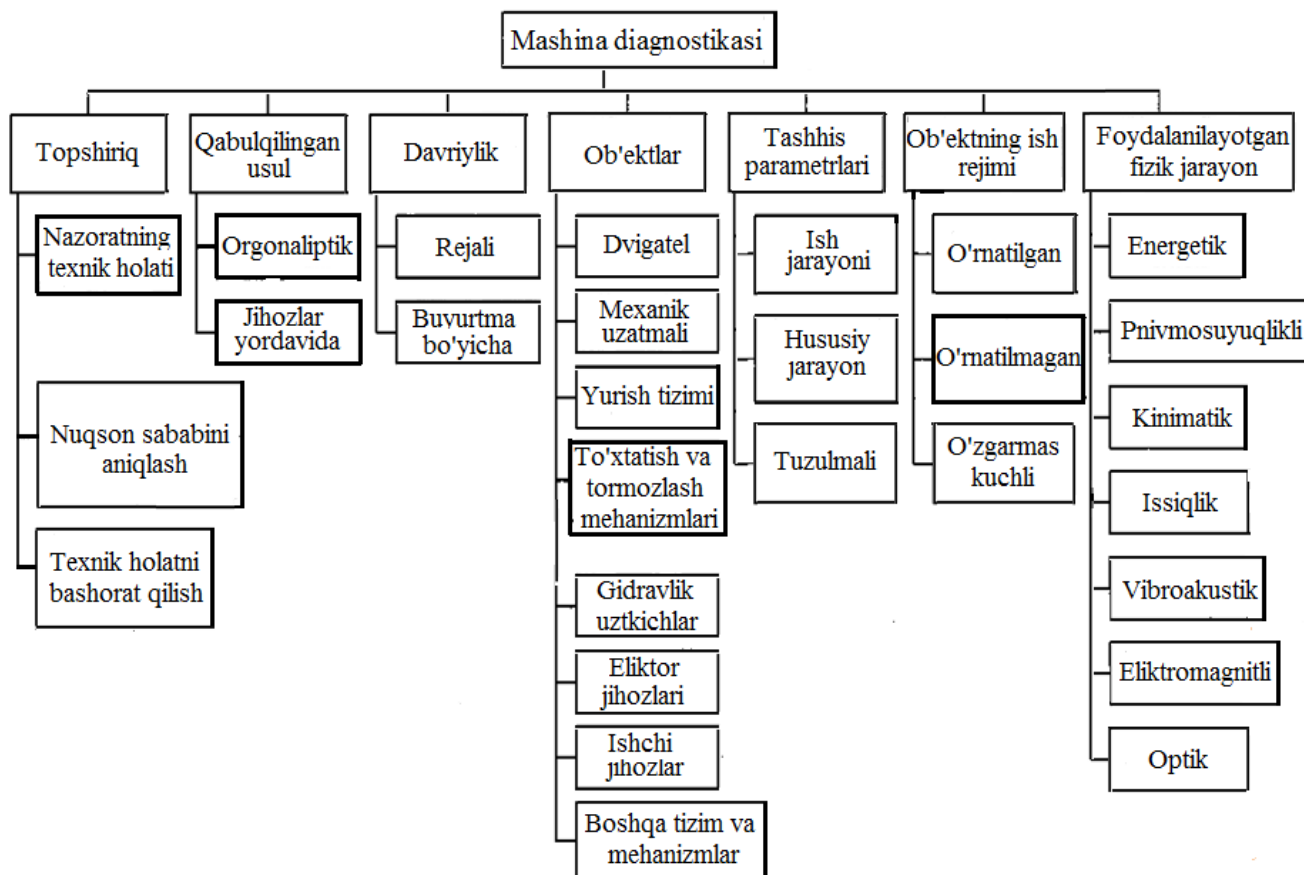 Mashina diagnostikasi
Topshiriq
Nazoratning
texnik holati
Nuqson sababini
aniqlash
Texnik holatni
bashorat qilish
Qabulqilingan
usul
Orgonaliptik
Jihozlar
yordavida
Davriylik
Rejali
Buyurtma
bo'yicha
Ob'ektlar
Dvigatel
Mexanik
uzatmali
Yurish tizimi
To'xtatish va
tormozlash
mehanizmlari
Gidravlik
uztkichlar
Eliktor
jihozlari
Ishchi
jihozlar
Boshqa tizim va
mehanizmlar
Tashhis
parametrlari
Ish
jarayoni
Hususiy
jarayon
Tuzulmali
Ob'ektning ish
rejimi
O'rnatilgan
O'rnatilmagan
O'zgarmas
kuchli
Foydalanilayotgan
fizik jarayon
Energetik
Pnivmosuyuqlikli
Kinimatik
Issiqlik
Vibroakustik
Eliktromagnitli
Optik